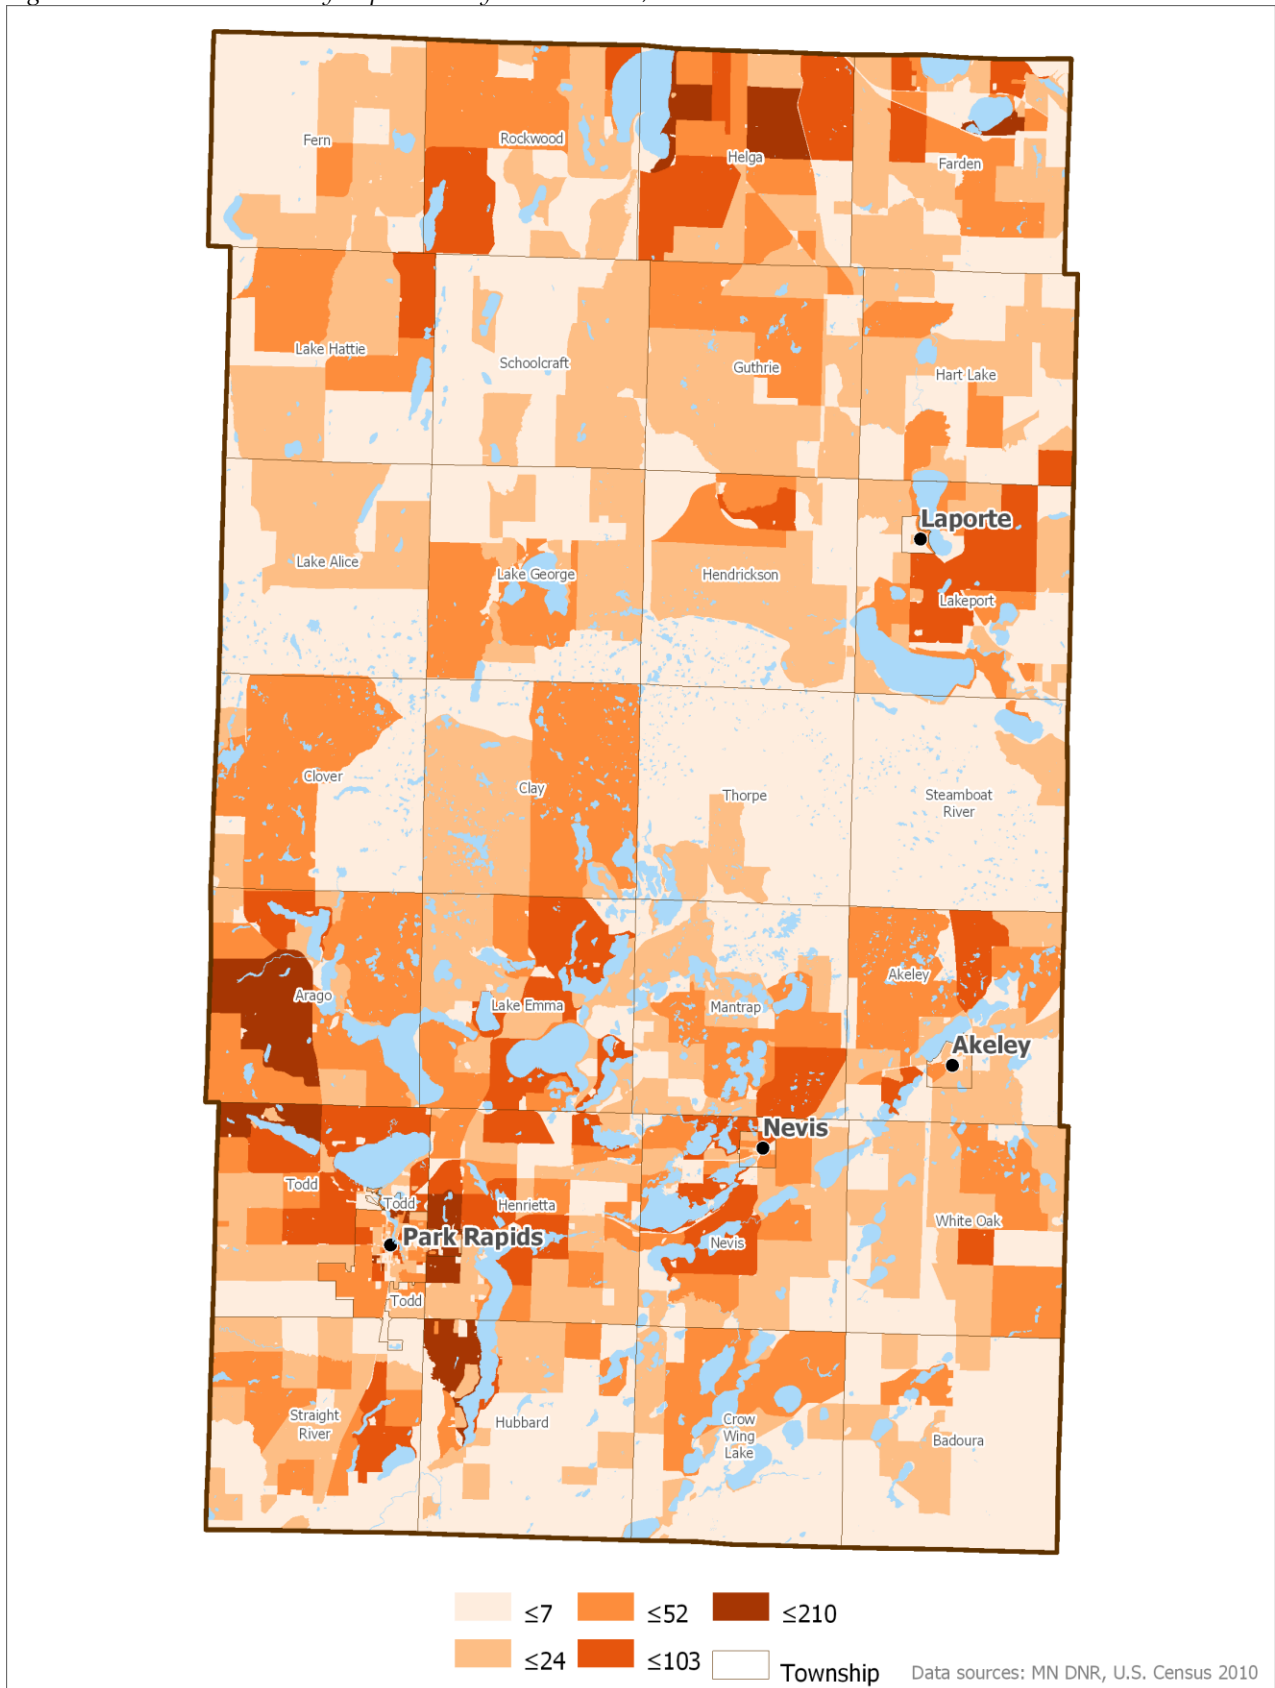 Fern
Rockwood
Helga
Farden
Lake Hattie
Schoolcraft
Guthrie
Hart Lake
Laporte
Lake Alice
Lake George
Hendrickson
Lakeport
Clover
Clay
Thorpe
Steamboat
River
Arago
Lake Emma
Mantrap
Akeley
Akeley
Nevis
Todd
Todd
Henrietta
White Oak
Park Rapids
Nevis
Todd
Straight
River
Hubbard
Crow
Wing
Lake
Badoura
≤7
≤52
≤210
≤24
≤103
Township
Data sources: MN DNR, U.S. Census 2010